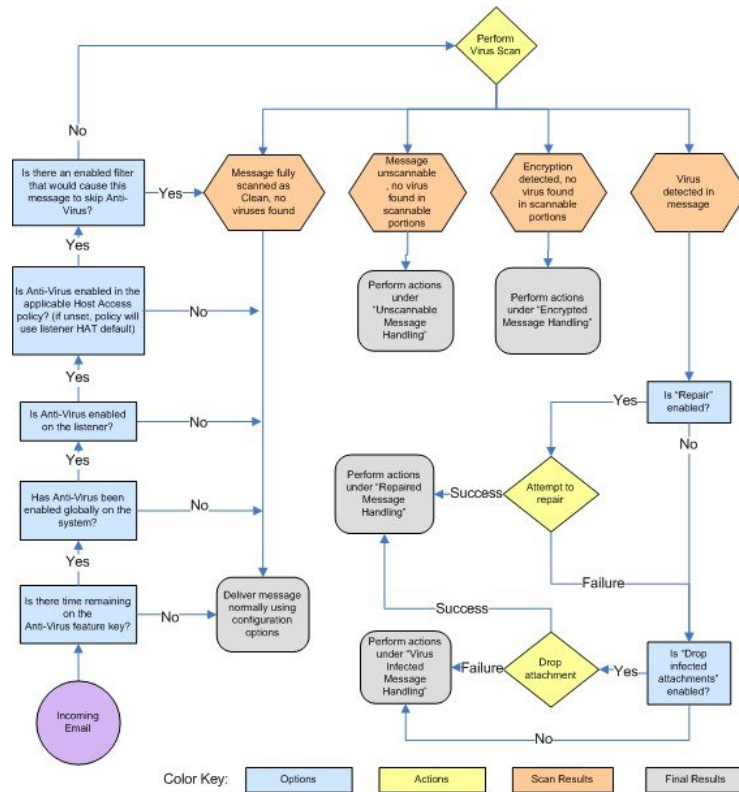 Perform
Virus Scan
No
Is there an enabled filter
that would cause this
message to skip Anti-
Virus?
Yes
Message fully
scanned as
Clean, no
viruses found
Message
unscannable
, no virus
found in
scannable
portions
Encryption
detected, no
virus found
in scannable
portions
Virus
detected in
message
Yes
Is Anti-Virus enabled in the
applicable Host Access
policy? (if unset, policy will
use listener HAT default)
No
Perform actions
under
"Unscannable
Message
Handling"
Perform actions
under "Encrypted
Message Handling"
Yes
Is Anti-Virus enabled
on the listener?
No
Is "Repair"
enabled?
Yes
No
Yes
Has Anti-Virus been
enabled globally on the
system?
No
Perform actions
under "Repaired
Message
Handling"
Success
Attempt to
repair
Yes
Failure
Is there time remaining
on the
Anti-Virus feature key?
No
Deliver message
normally using
configuration
options
Success
Perform actions
under "Virus
Infected
Message
Handling"
Failure
Drop
attachment
Yes
Is "Drop
infected
attachments"
enabled?
No
Incoming
Email
Color Key:
Options
Actions
Scan Results
Final Results